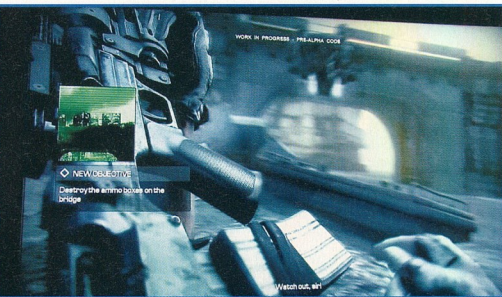 WORK IN PROGRESS - PRE-ALPHA CODE
NEW OBJECTIVE
Destroy the ammo boxes on the
bridge
Watch out, sir!